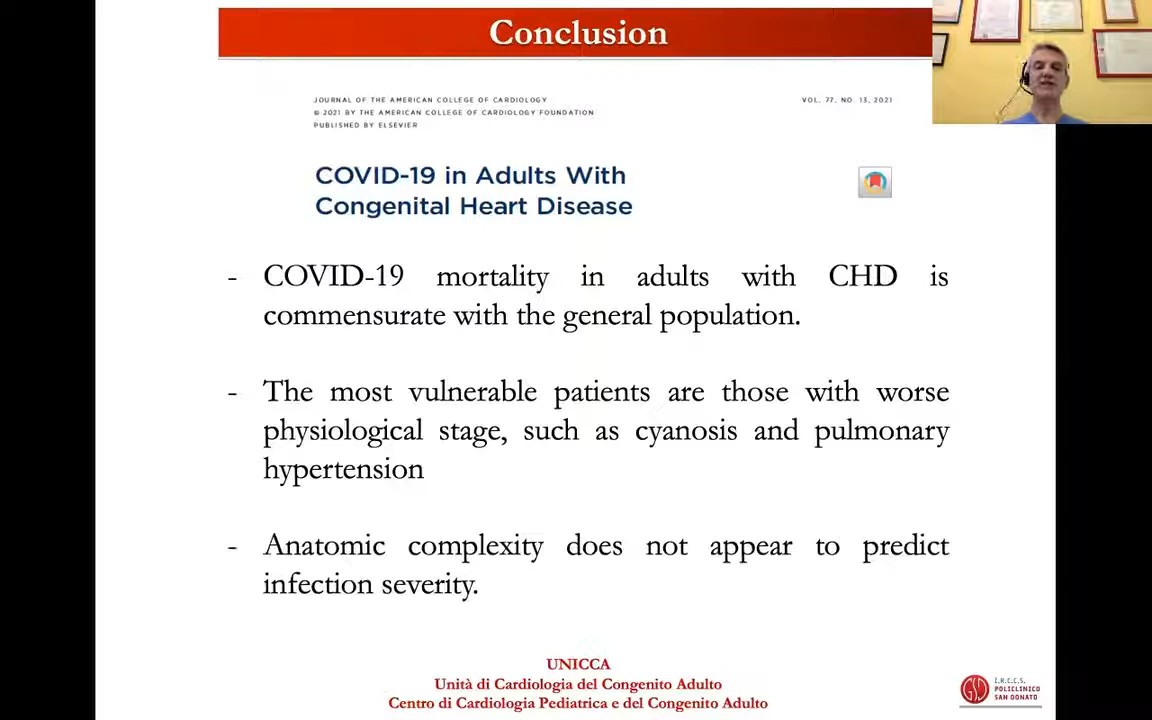 Conclusion
JOURNAL OF THE AMERICAN COLLEGE OF CARDIOLOGY
VOL. 77, NO. 13, 2021
© 2021 BY THE AMERICAN COLLEGE OF CARDIOLOGY FOUNDATION
PUBLISHED BY ELSEVIER
COVID-19 in Adults With
Congenital Heart Disease
- COVID-19 mortality in adults with CHD is
commensurate with the general population.
- The most vulnerable patients are those with worse
physiological stage, such as cyanosis and pulmonary
hypertension
- Anatomic complexity does not appear to predict
infection severity.
UNICCA
Unità di Cardiologia del Congenito Adulto
Centro di Cardiologia Pediatrica e del Congenito Adulto
GSD
I.R.C.C.S.
POLICLINICO
SAN DONATO